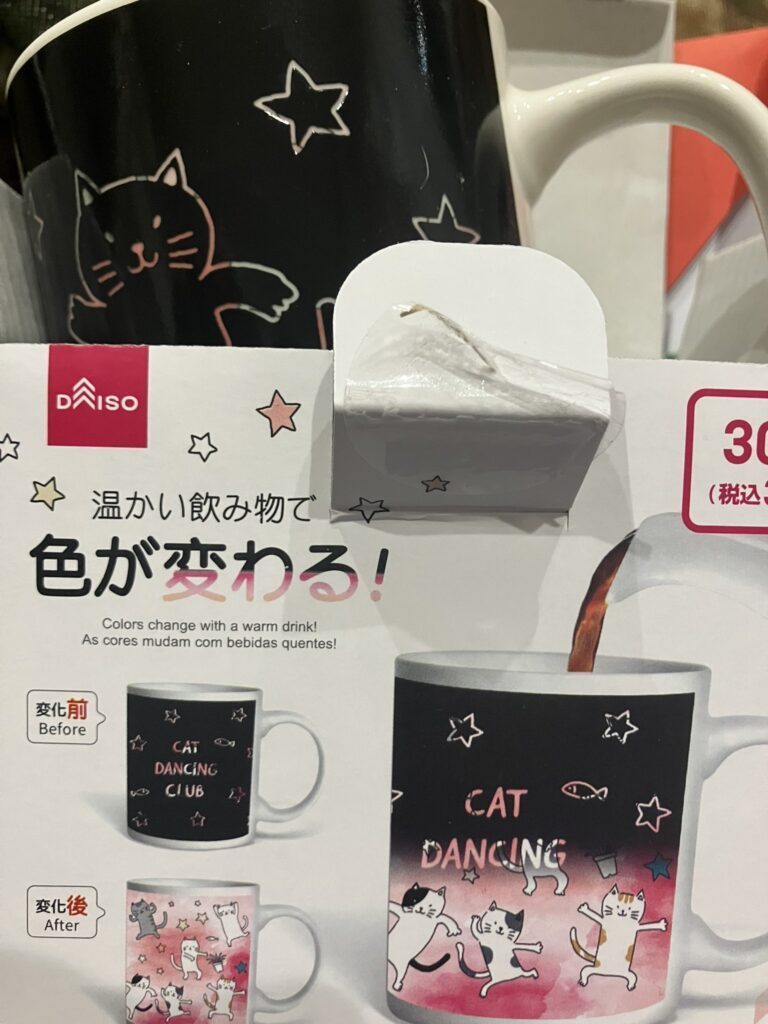 DAISO
30
(税込3
温かい飲み物で
色が変わる!
Colors change with a warm drink!
As cores mudam com bebidas quentes!
変化前
Before
CAT
DANCING
CLUB
変化後
After
CAT
DANCING